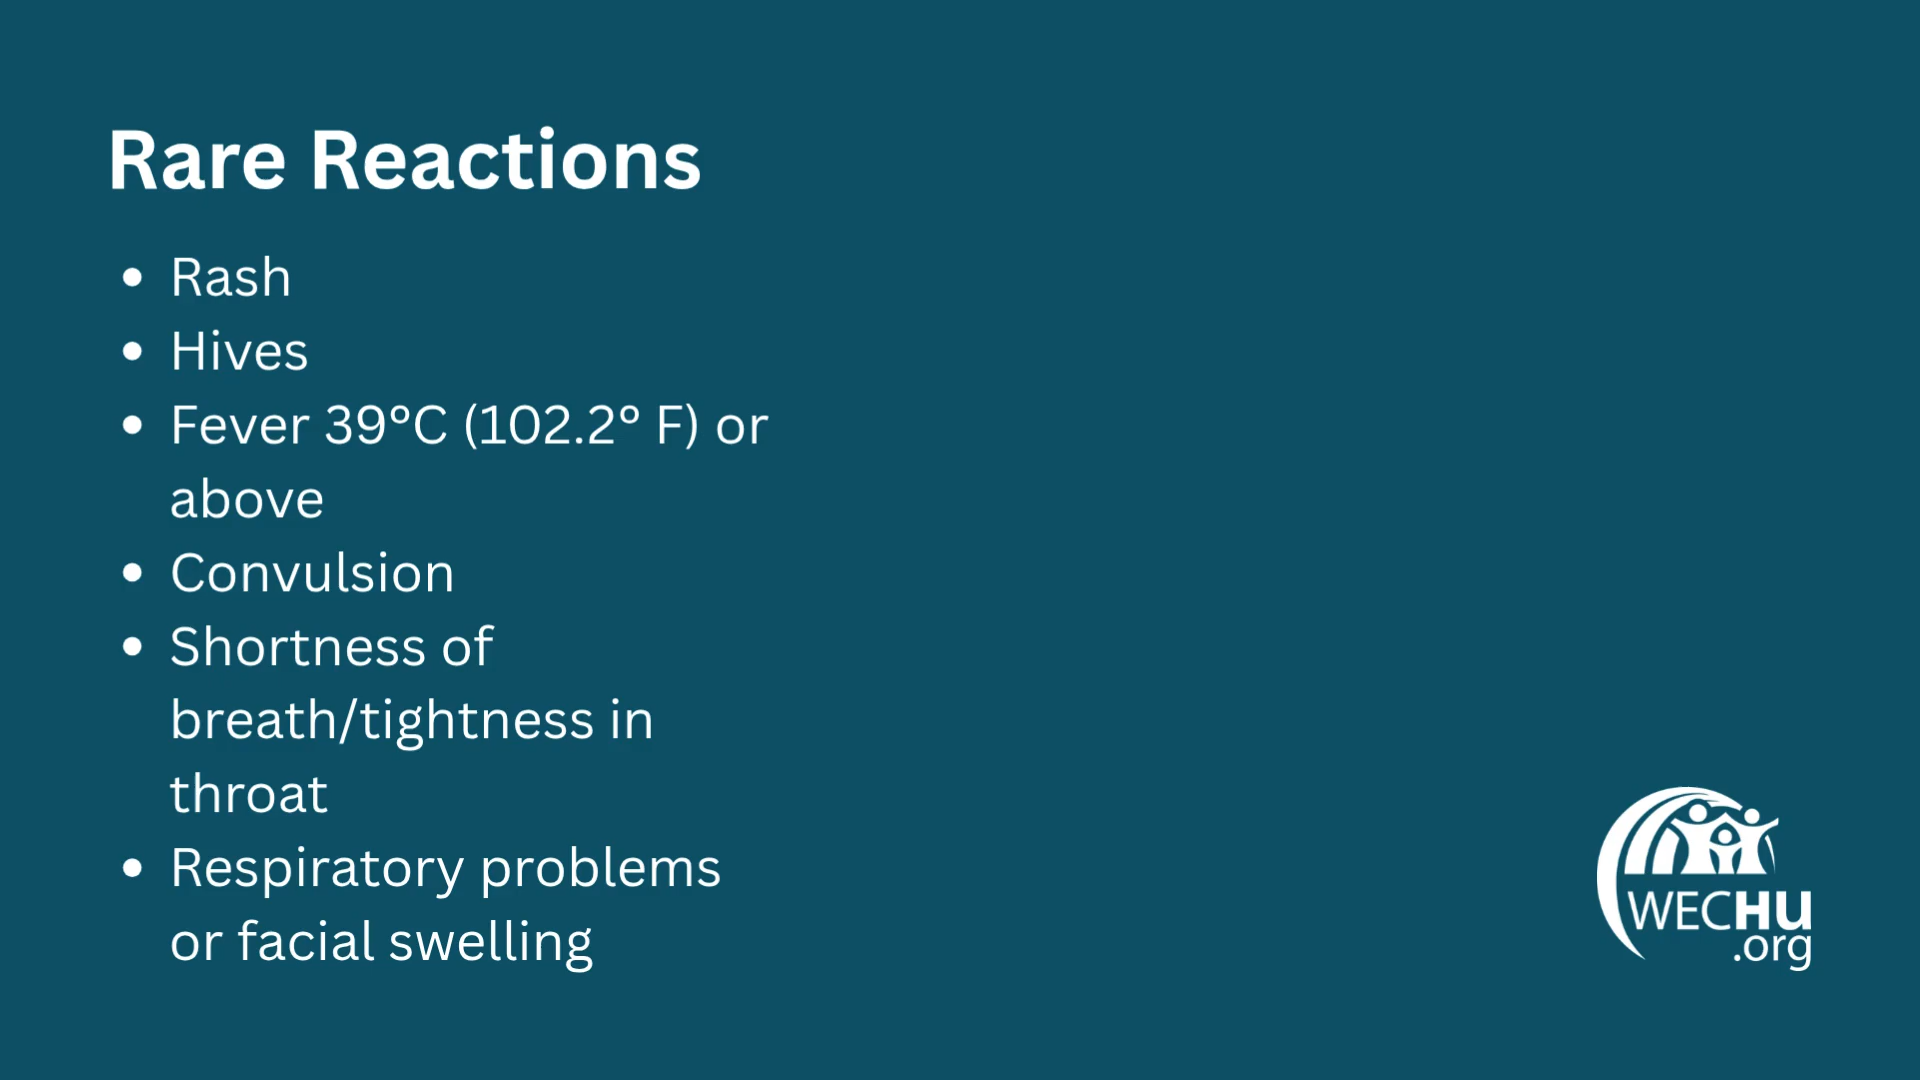 Rare Reactions
• Rash
• Hives
• Fever 39°C (102.2° F) or
above
• Convulsion
• Shortness of
breath/tightness in
throat
• Respiratory problems
or facial swelling
WECHU
.org